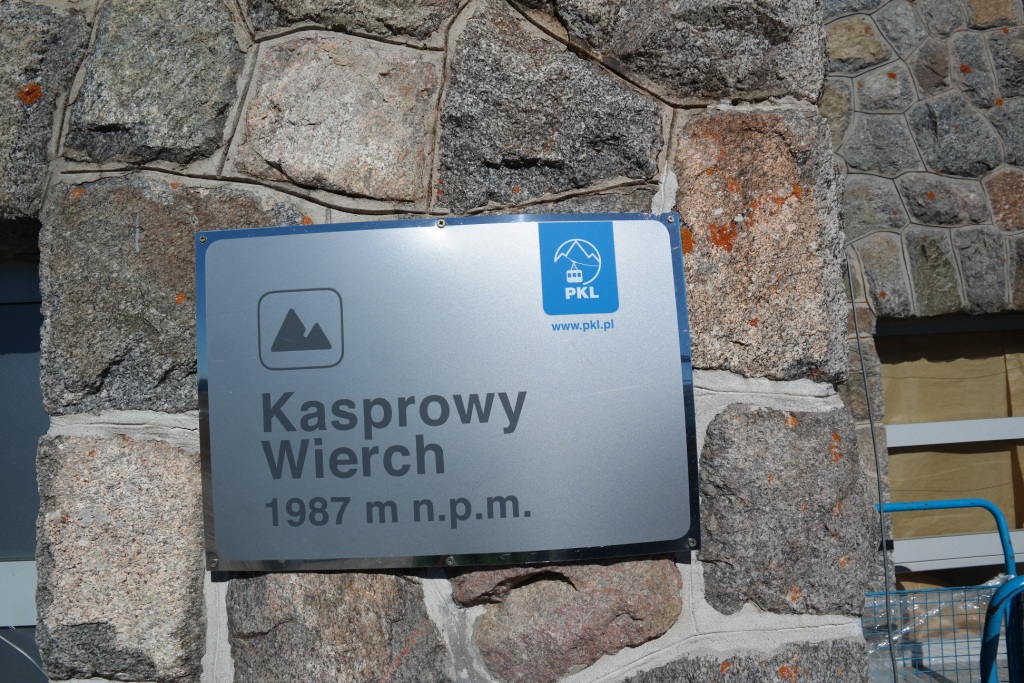 PKL
www.pkl.pl
Kasprowy
Wierch
1987 m n.p.m.